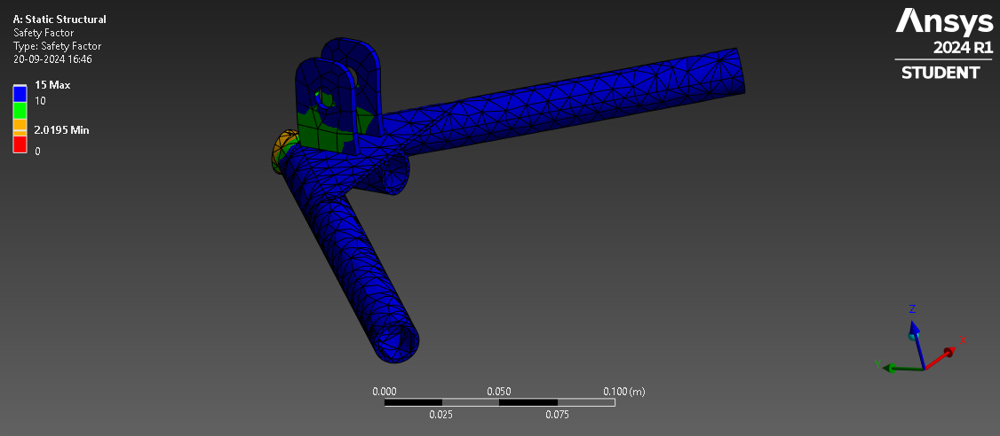 A: Static Structural
Safety Factor
Type: Safety Factor
20-09-2024 16:46
15 Max
10
2.0195 Min
0
Ansys
2024 R1
STUDENT
Z
X
Y
0.000
0.050
0.100 (m)
0.025
0.075